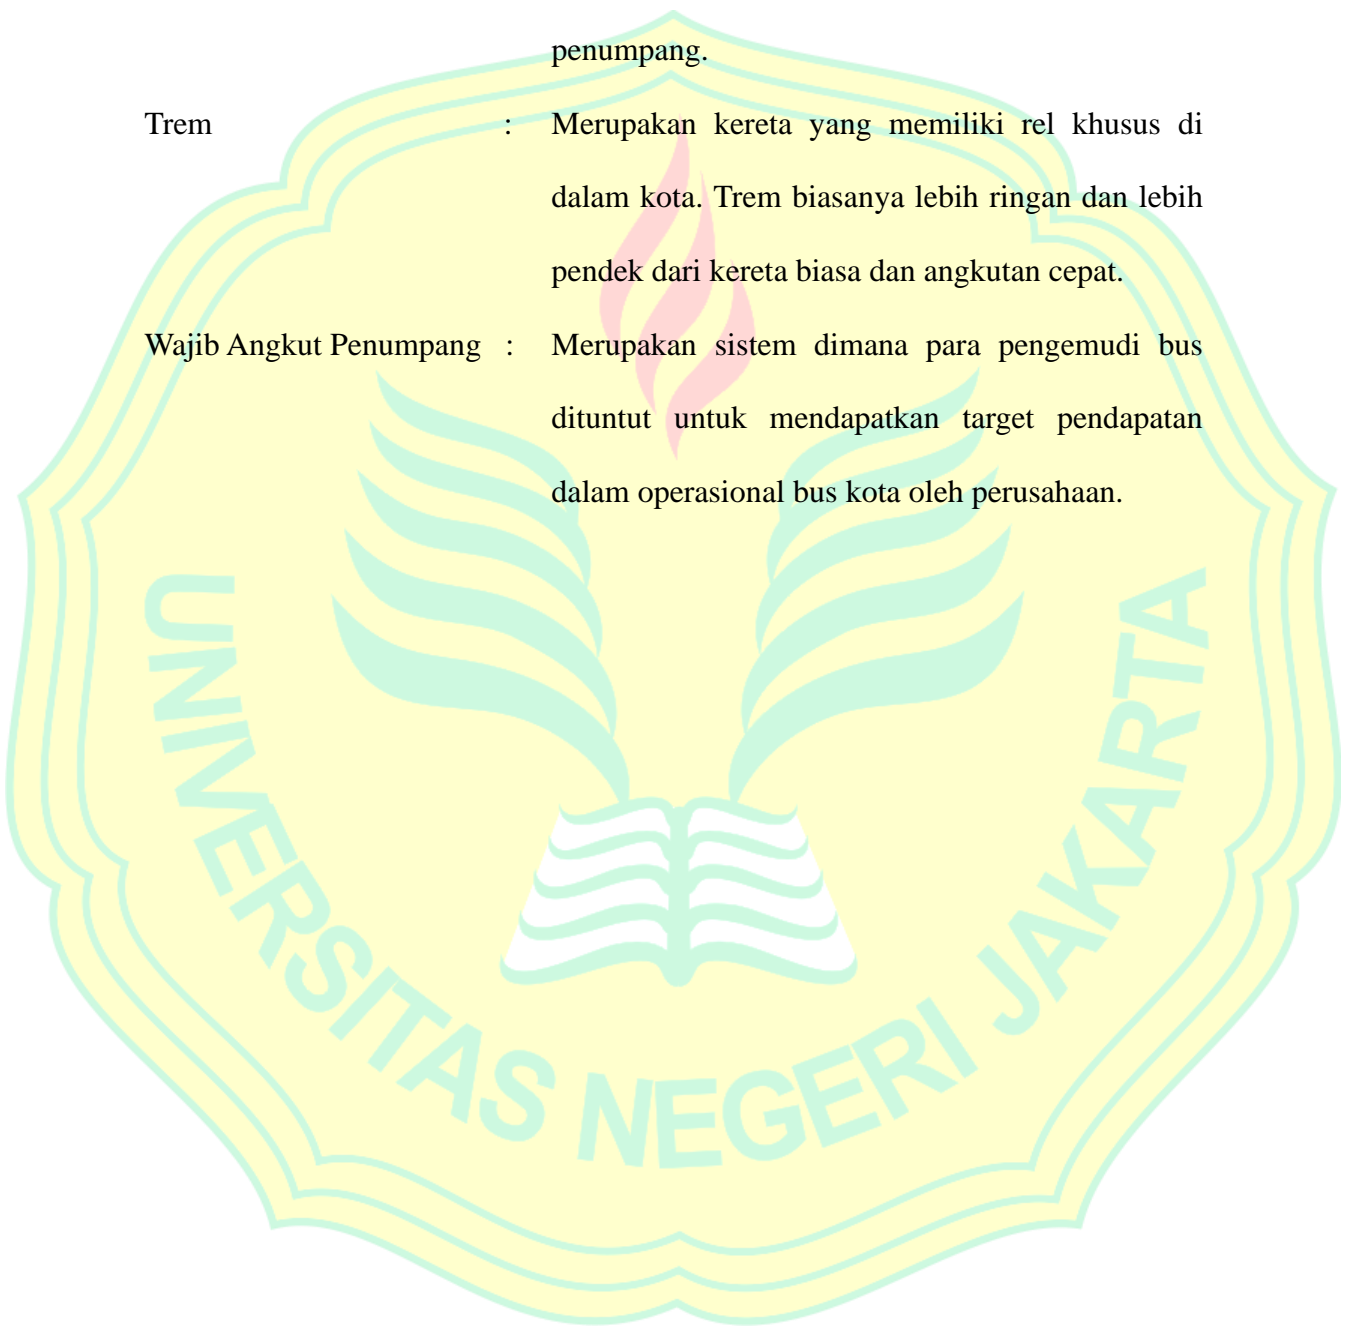 penumpang.
Trem : Merupakan kereta yang memiliki rel khusus di
dalam kota. Trem biasanya lebih ringan dan lebih
pendek dari kereta biasa dan angkutan cepat.
Wajib Angkut Penumpang : Merupakan sistem dimana para pengemudi bus
dituntut untuk mendapatkan target pendapatan
dalam operasional bus kota oleh perusahaan.
UNIVERSITAS NEGERI JAKARTA